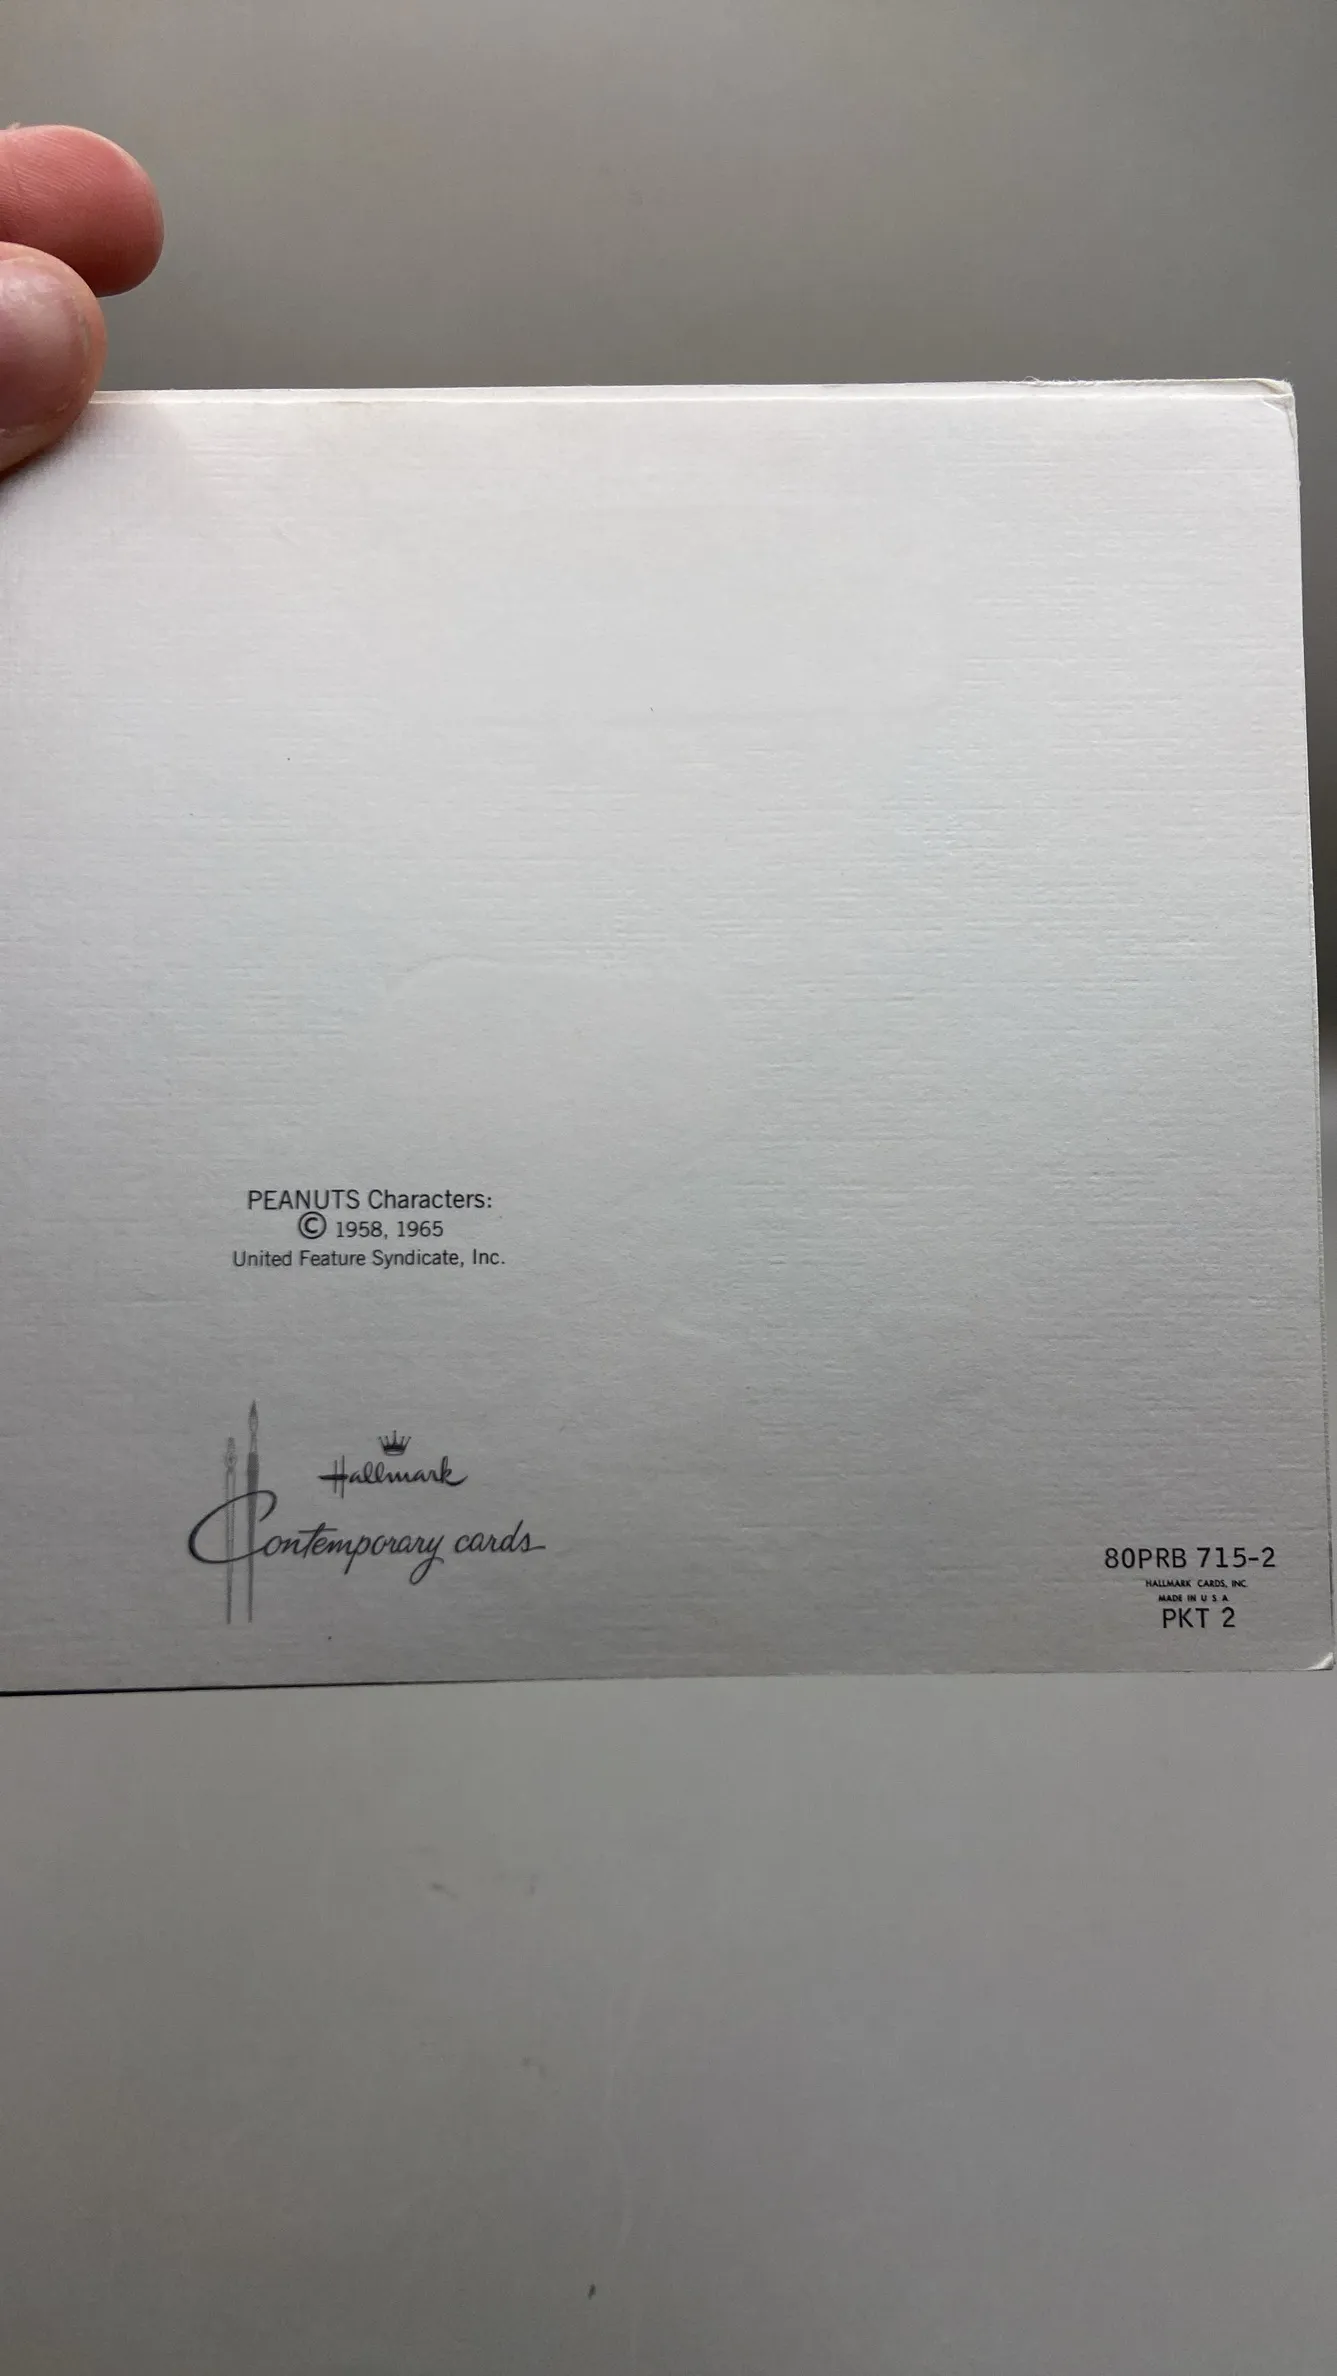 PEANUTS Characters:
© 1958, 1965
United Feature Syndicate, Inc.
Hallmark
Contemporary cards
80PRB 715-2
HALLMARK CARDS, INC.
MADE IN U S A
PKT 2